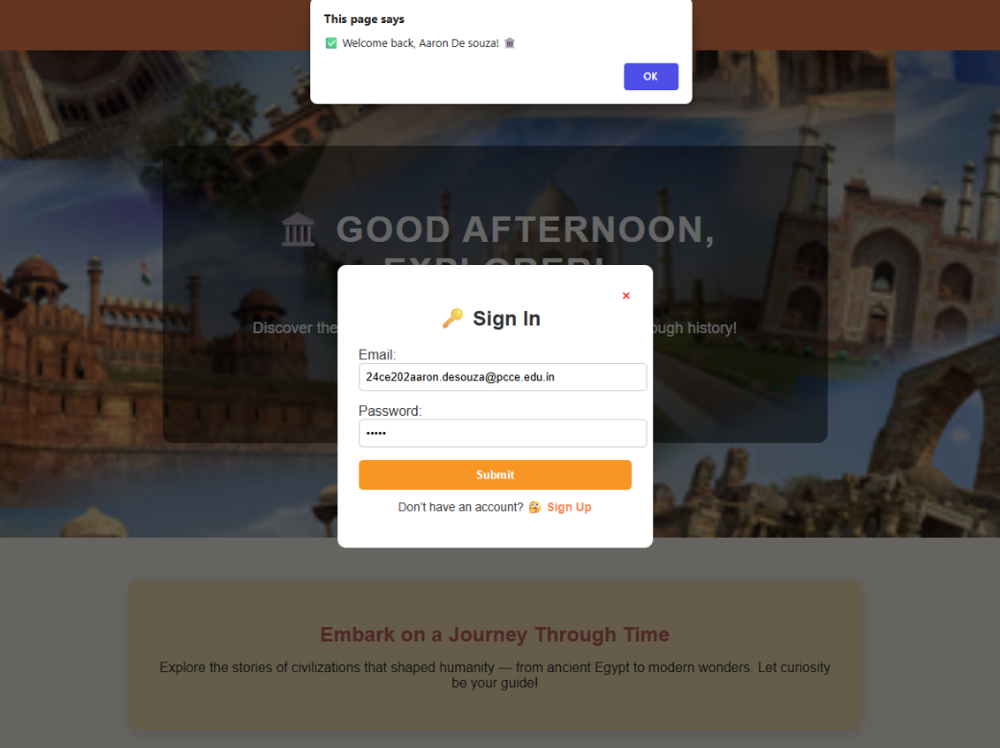 This page says
✅ Welcome back, Aaron De souza! 🏛️
OK
🏛️ GOOD AFTERNOON,
EXPLORER!
Discover the
ough history!
×
🔑 Sign In
Email:
24ce202aaron.desouza@pcce.edu.in
Password:
•••••
Submit
Don't have an account? 🤔 Sign Up
Embark on a Journey Through Time
Explore the stories of civilizations that shaped humanity — from ancient Egypt to modern wonders. Let curiosity
be your guide!